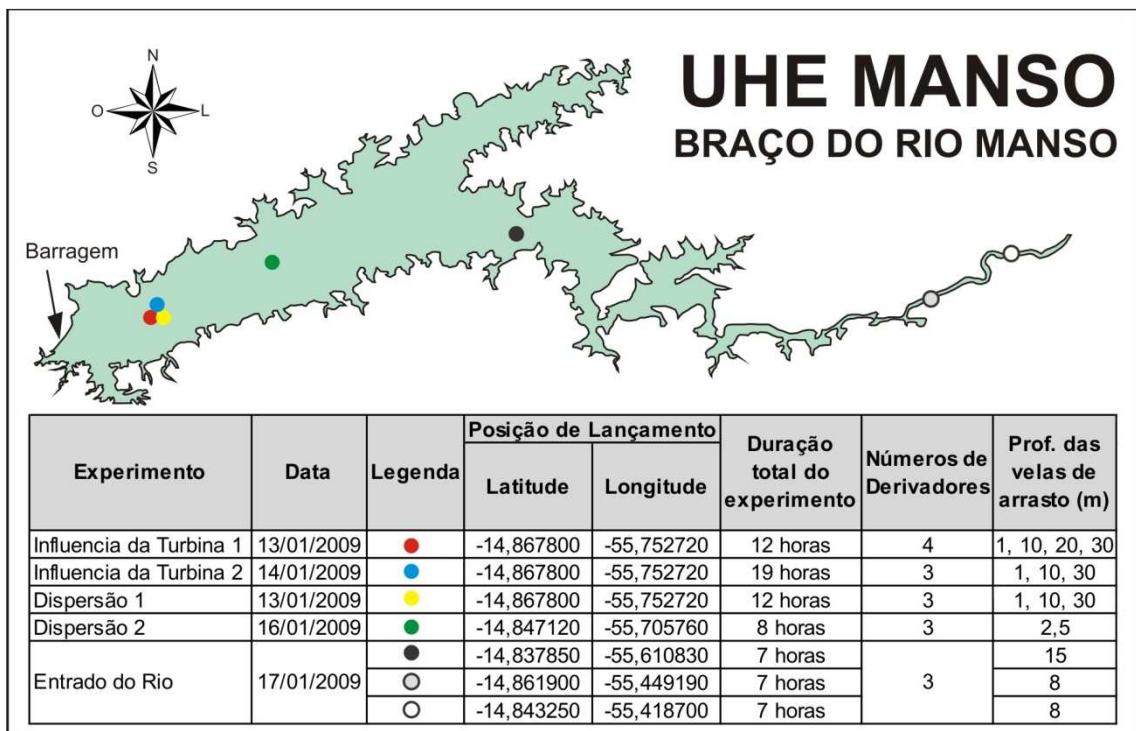 UHE MANSO
BRAÇO DO RIO MANSO
N
O
L
S
Barragem
Experimento
Data
Legenda
Posição de Lançamento
Latitude
Longitude
Duração
total do
experimento
Números de
Derivadores
Prof. das
velas de
arrasto (m)
Influencia da Turbina 1 13/01/2009 -14,867800 -55,752720 12 horas 4 1, 10, 20, 30
Influencia da Turbina 2 14/01/2009 -14,867800 -55,752720 19 horas 3 1, 10, 30
Dispersão 1 13/01/2009 -14,867800 -55,752720 12 horas 3 1, 10, 30
Dispersão 2 16/01/2009 -14,847120 -55,705760 8 horas 3 2,5
Entrado do Rio 17/01/2009 -14,837850 -55,610830 7 horas 3 15
-14,861900 -55,449190 7 horas 8
-14,843250 -55,418700 7 horas 8